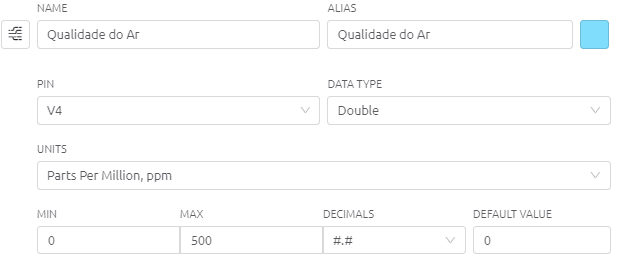 NAME ALIAS
Qualidade do Ar Qualidade do Ar
PIN DATA TYPE
V4 Double
UNITS
Parts Per Million, ppm
MIN MAX DECIMALS DEFAULT VALUE
0 500 #.# 0